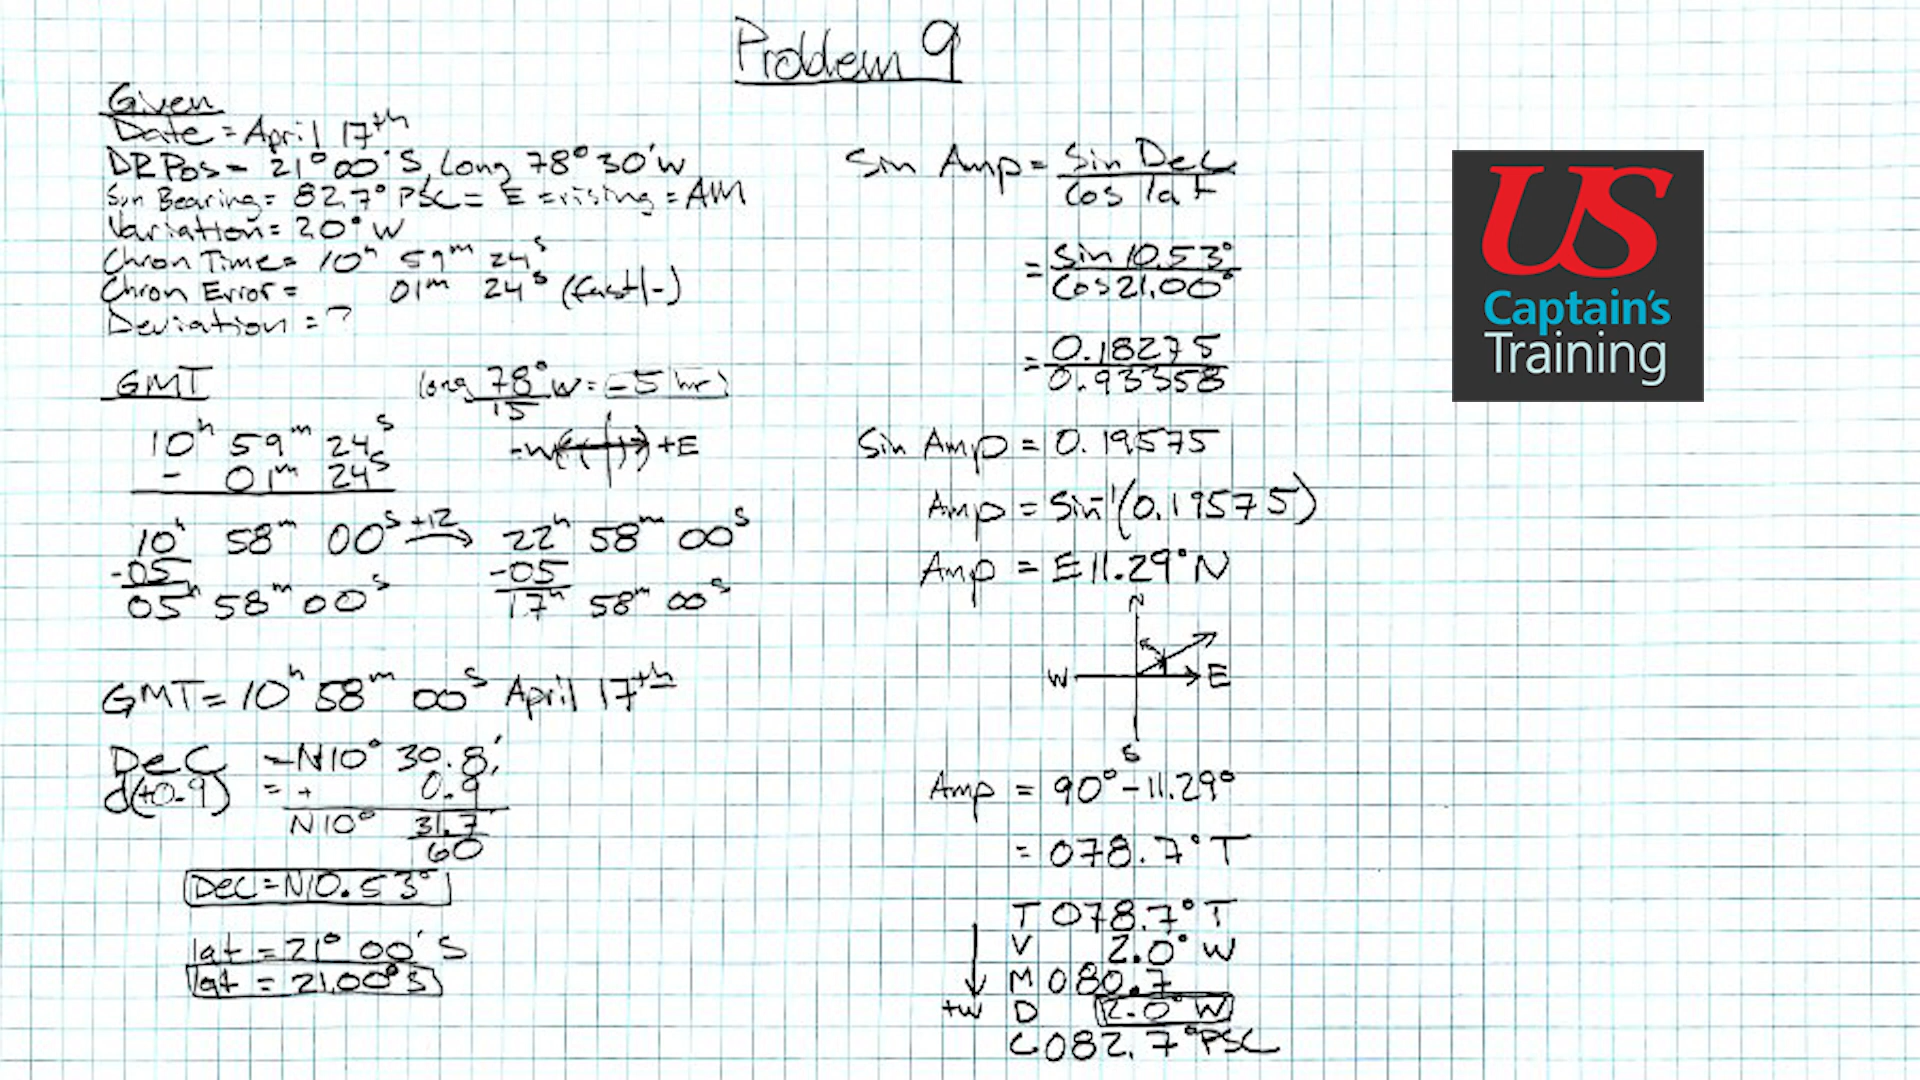 Problem 9
Given
Date = April 17th
DR Pos = 21° 00' S, Long 78° 30' W
Sun Bearing = 82.7° PSC = E = rising = AM
Variation = 20° W
Chron Time = 10h 59m 24s
Chron Error = 01m 24s (fast/-)
Deviation = ?
GMT
long 78° W = -5 hr
15
10h 59m 24s
- 01m 24s
-W +E
10h 58m 00s +12 22h 58m 00s
-05 -05
05h 58m 00s 17h 58m 00s
GMT = 10h 58m 00s April 17th
Dec = N10° 30.8'
d(+0.9) = + 0.9
N10° 31.7
60
Dec = N10.53°
lat = 21° 00' S
lat = 21.00° S
Sin Amp = Sin Dec
Cos lat
= Sin 10.53°
Cos 21.00°
= 0.18275
0.93358
Sin Amp = 0.19575
Amp = Sin⁻¹(0.19575)
Amp = E 11.29° N
N
W E
S
Amp = 90° - 11.29°
= 078.7° T
T 078.7° T
V 2.0° W
M 080.7
+W D 2.0° W
C 082.7° PSC
US
Captain's
Training